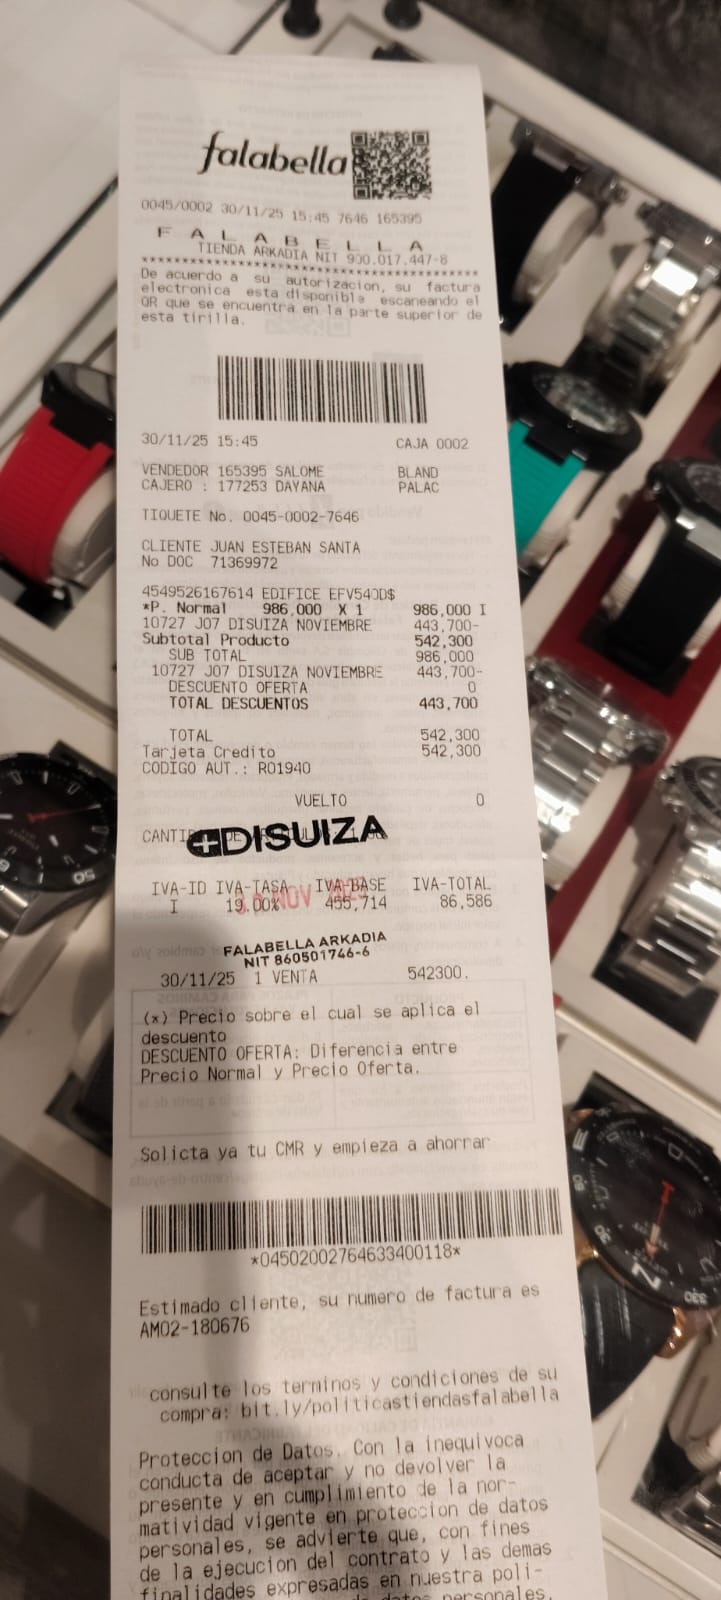 falabella
0045/0002 30/11/25 15:45 7646 165395
F A L A B E L L A
TIENDA ARKADIA NIT 900.017.447-8
****************************************
De acuerdo a su autorizacion, su factura
electronica esta disponible escaneando el
QR que se encuentra en la parte superior de
esta tirilla.
30/11/25 15:45 CAJA 0002
VENDEDOR 165395 SALOME BLAND
CAJERO : 177253 DAYANA PALAC
TIQUETE No. 0045-0002-7646
CLIENTE JUAN ESTEBAN SANTA
No DOC 71369972
4549526167614 EDIFICE EFV540D$
*P. Normal 986,000 X 1 986,000 I
10727 J07 DISUIZA NOVIEMBRE 443,700-
Subtotal Producto 542,300
SUB TOTAL 986,000
10727 J07 DISUIZA NOVIEMBRE 443,700-
DESCUENTO OFERTA 0
TOTAL DESCUENTOS 443,700
TOTAL 542,300
Tarjeta Credito 542,300
CODIGO AUT.: R01940
VUELTO 0
DISUIZA
IVA-ID IVA-TASA IVA-BASE IVA-TOTAL
I 19.00% 455,714 86,586
NOV
FALABELLA ARKADIA
NIT 860501746-6
30/11/25 1 VENTA 542300.
(*) Precio sobre el cual se aplica el
descuento
DESCUENTO OFERTA: Diferencia entre
Precio Normal y Precio Oferta.
Solicta ya tu CMR y empieza a ahorrar
*04502002764633400118*
Estimado cliente, su numero de factura es
AM02-180676
consulte los terminos y condiciones de su
compra: bit.ly/politicastiendasfalabella
Proteccion de Datos. Con la inequivoca
conducta de aceptar y no devolver la
presente y en cumplimiento de la nor-
matividad vigente en proteccion de datos
personales, se advierte que, con fines
de la ejecucion del contrato y las demas
finalidades expresadas en nuestra poli-
personales,